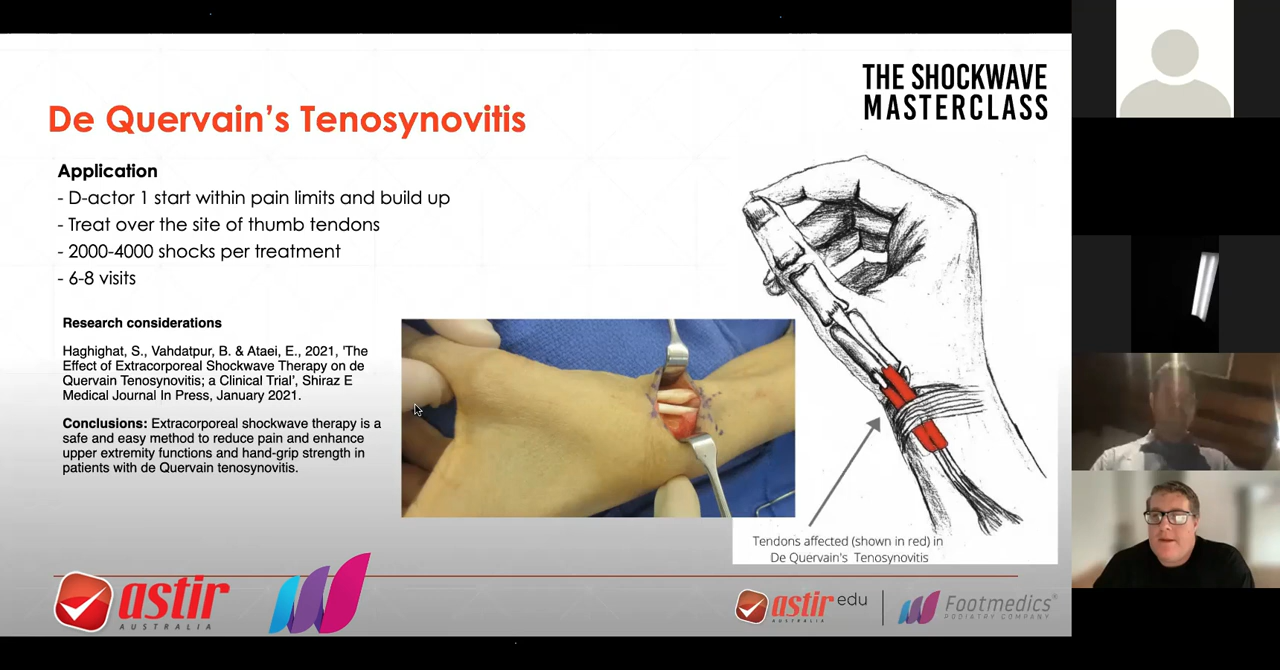 THE SHOCKWAVE
MASTERCLASS
De Quervain’s Tenosynovitis
Application
- D-actor 1 start within pain limits and build up
- Treat over the site of thumb tendons
- 2000-4000 shocks per treatment
- 6-8 visits
Research considerations
Haghighat, S., Vahdatpur, B. & Ataei, E., 2021, 'The
Effect of Extracorporeal Shockwave Therapy on de
Quervain Tenosynovitis; a Clinical Trial’, Shiraz E
Medical Journal In Press, January 2021.
Conclusions: Extracorporeal shockwave therapy is a
safe and easy method to reduce pain and enhance
upper extremity functions and hand-grip strength in
patients with de Quervain tenosynovitis.
Tendons affected (shown in red) in
De Quervain's Tenosynovitis
astir
AUSTRALIA
astir edu
AUSTRALIA
Footmedics®
PODIATRY COMPANY